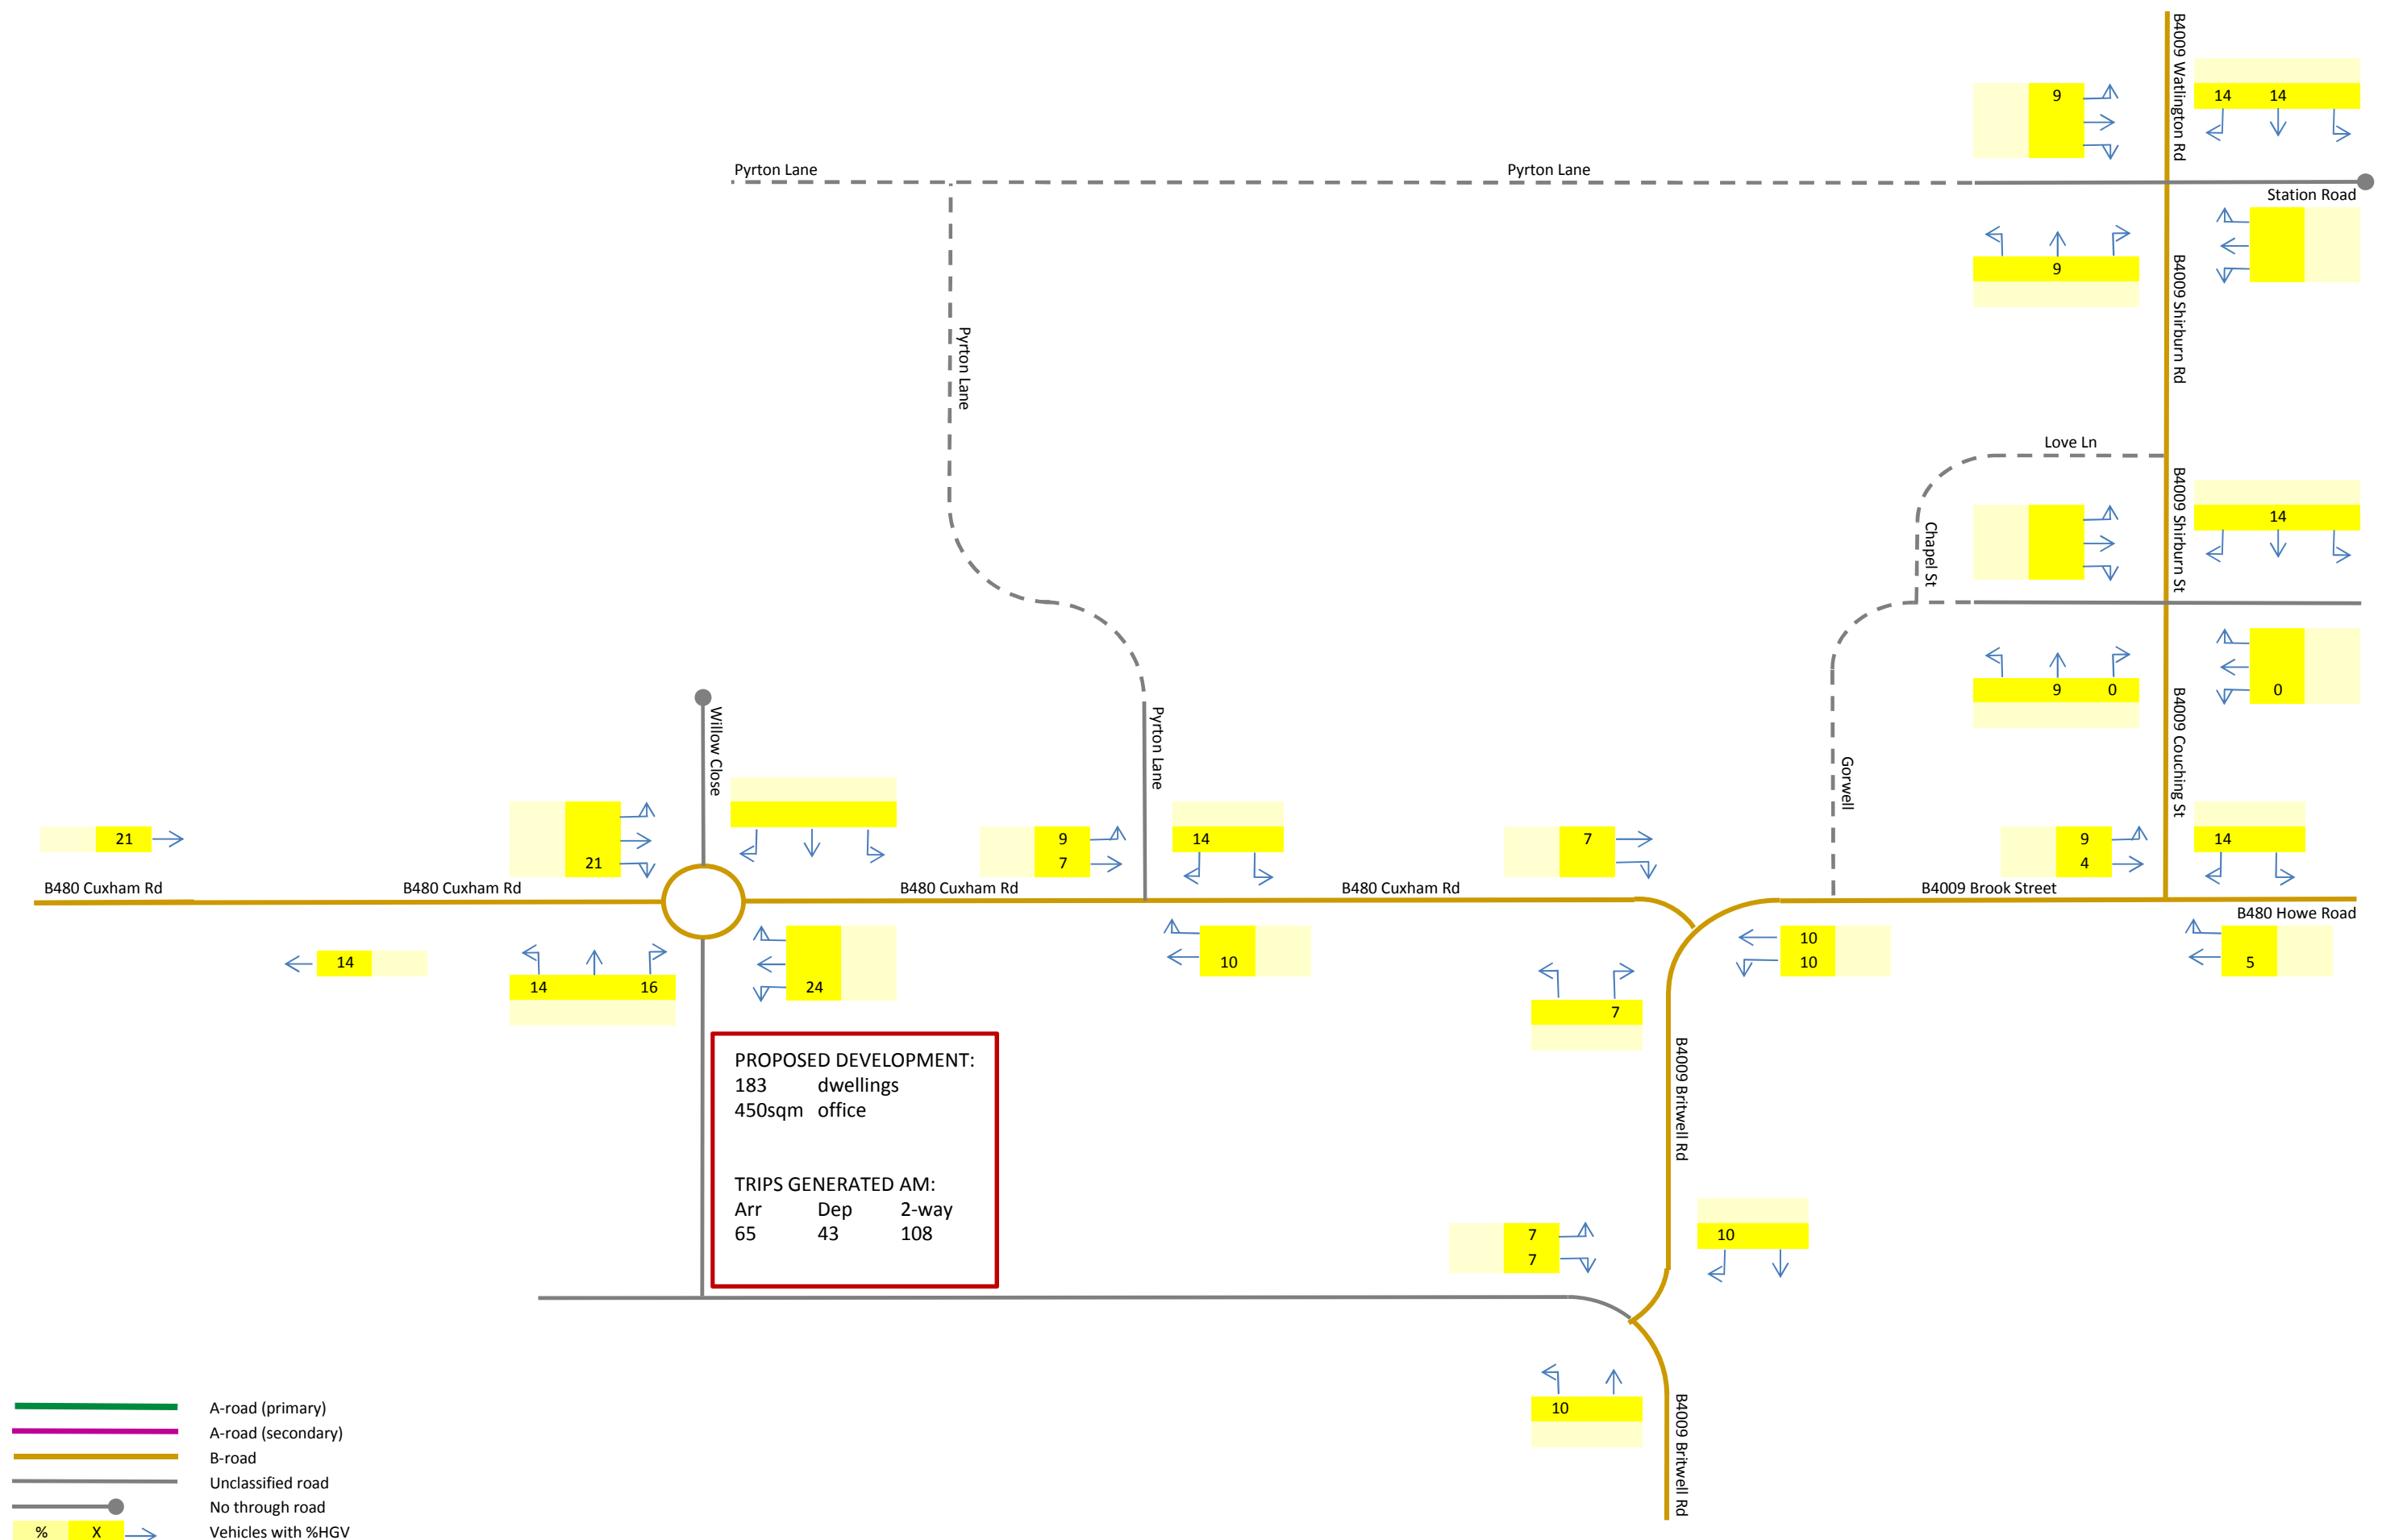 B4009 Watlington Rd
9
14 14
Pyrton Lane
Pyrton Lane
Station Road
9
B4009 Shirburn Rd
Pyrton Lane
Love Ln
B4009 Shirburn St
14
Chapel St
9 0
0
B4009 Couching St
Willow Close
Pyrton Lane
Gorwell
21
21
9
7
14
7
9
4
14
B480 Cuxham Rd
B480 Cuxham Rd
B480 Cuxham Rd
B480 Cuxham Rd
B4009 Brook Street
B480 Howe Road
14
14 16
24
10
10
10
5
7
PROPOSED DEVELOPMENT:
183 dwellings
450sqm office
TRIPS GENERATED AM:
Arr Dep 2-way
65 43 108
B4009 Britwell Rd
7
7
10
10
B4009 Britwell Rd
A-road (primary)
A-road (secondary)
B-road
Unclassified road
No through road
% X Vehicles with %HGV